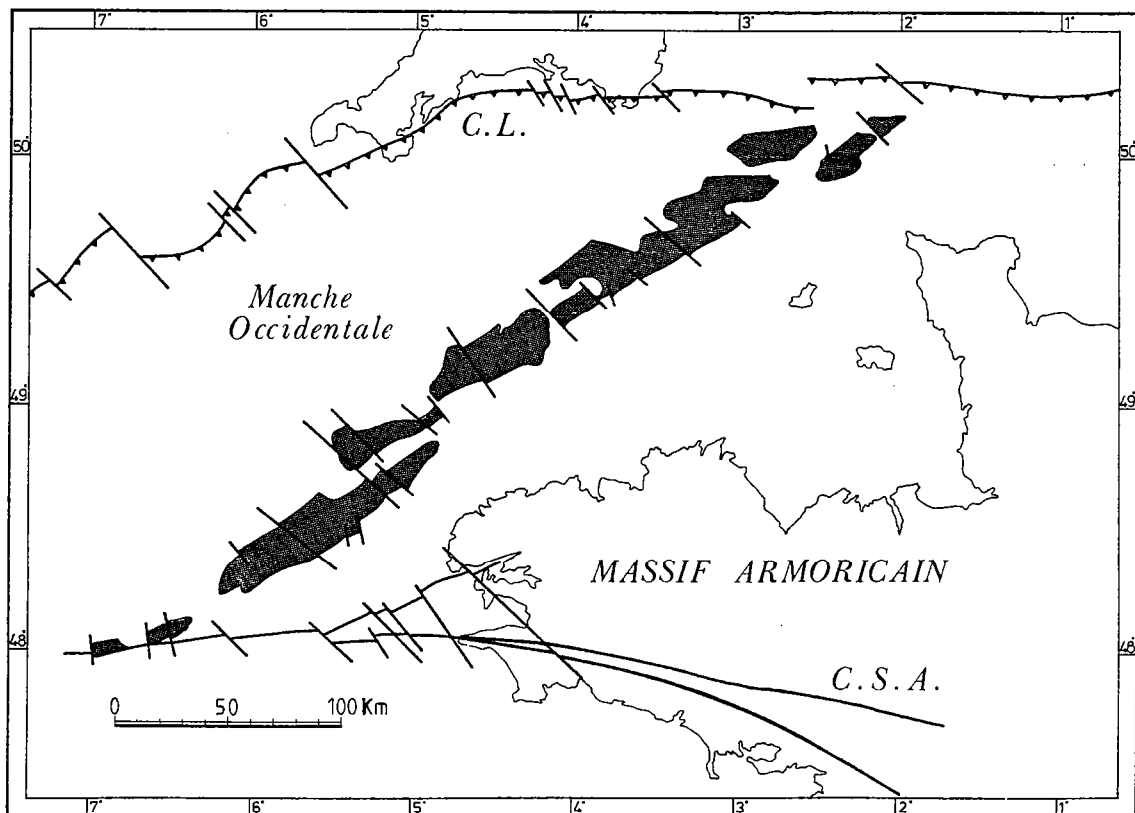 7° 6° 5° 4° 3° 2° 1°
C.L.
50° 50°
Manche
Occidentale
49° 49°
MASSIF ARMORICAIN
48° 48°
C.S.A.
0 50 100 Km
7° 6° 5° 4° 3° 2° 1°